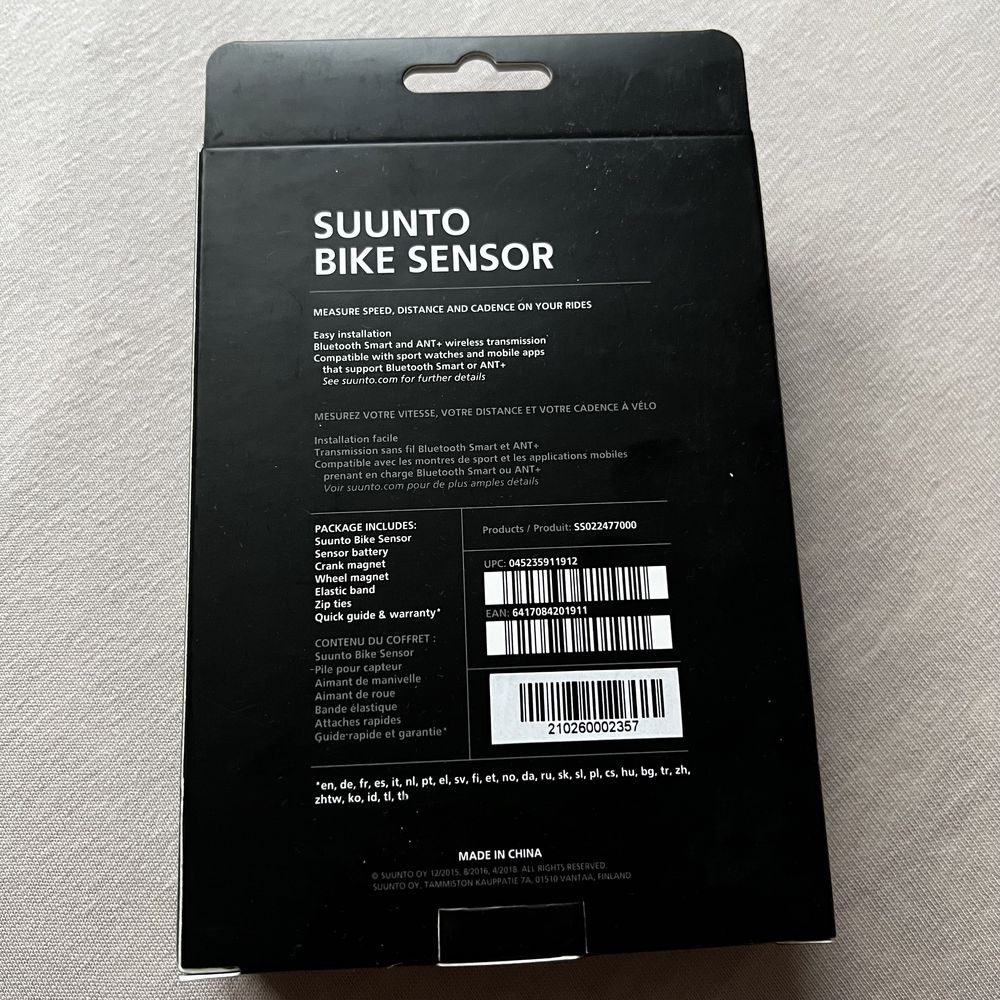 SUUNTO
BIKE SENSOR
MEASURE SPEED, DISTANCE AND CADENCE ON YOUR RIDES
Easy installation
Bluetooth Smart and ANT+ wireless transmission
Compatible with sport watches and mobile apps
that support Bluetooth Smart or ANT+
See suunto.com for further details
MESUREZ VOTRE VITESSE, VOTRE DISTANCE ET VOTRE CADENCE À VÉLO
Installation facile
Transmission sans fil Bluetooth Smart et ANT+
Compatible avec les montres de sport et les applications mobiles
prenant en charge Bluetooth Smart ou ANT+
Voir suunto.com pour de plus amples détails
PACKAGE INCLUDES:
Suunto Bike Sensor
Sensor battery
Crank magnet
Wheel magnet
Elastic band
Zip ties
Quick guide & warranty*
CONTENU DU COFFRET :
Suunto Bike Sensor
Pile pour capteur
Aimant de manivelle
Aimant de roue
Bande élastique
Attaches rapides
Guide rapide et garantie*
Products / Produit: SS022477000
UPC: 045235911912
EAN: 6417084201911
210260002357
*en, de, fr, es, it, nl, pt, el, sv, fi, et, no, da, ru, sk, sl, pl, cs, hu, bg, tr, zh,
zhtw, ko, id, tl, th
MADE IN CHINA
© SUUNTO OY 12/2015, 8/2016, 4/2018. ALL RIGHTS RESERVED.
SUUNTO OY, TAMMISTON KAUPPATIE 7A, 01510 VANTAA, FINLAND